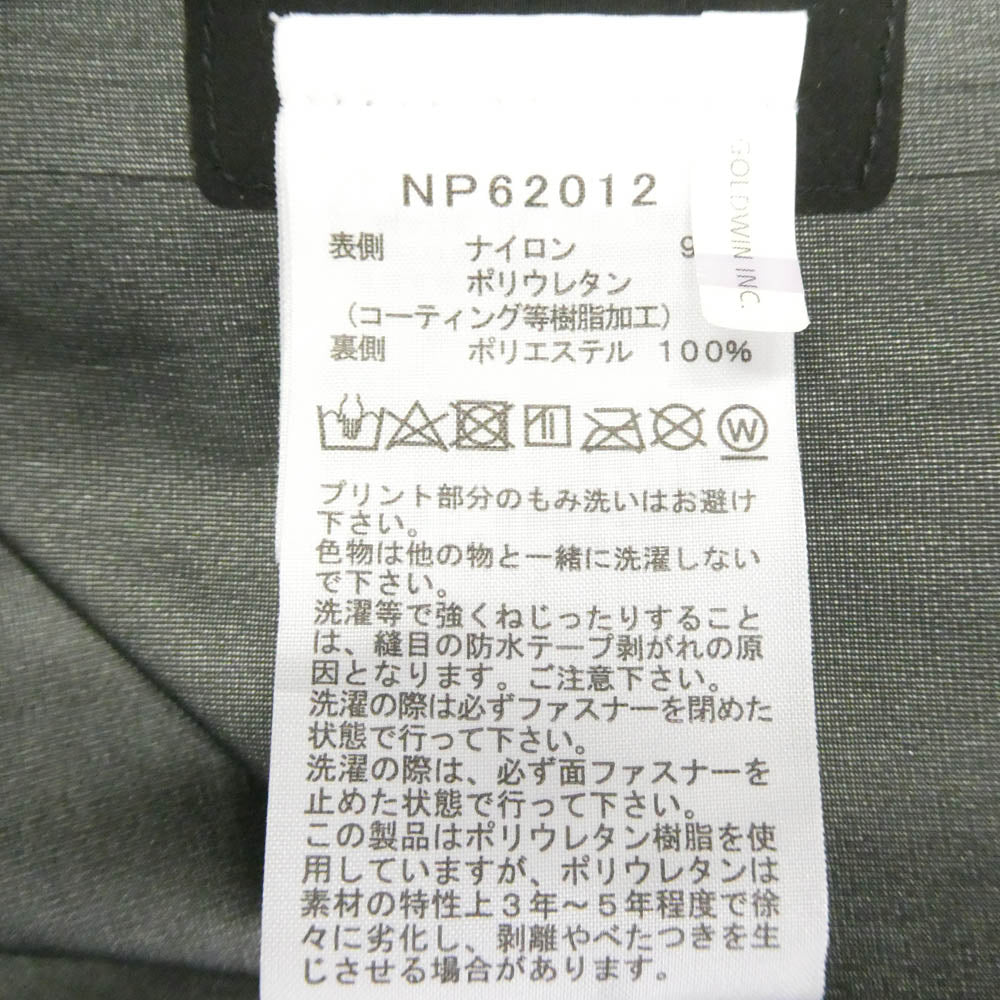 NP62012
表側 ナイロン 9
ポリウレタン
（コーティング等樹脂加工）
裏側 ポリエステル 100%
GOLDWIN INC
W
プリント部分のもみ洗いはお避け
下さい。
色物は他の物と一緒に洗濯しない
で下さい。
洗濯等で強くねじったりすること
は、縫目の防水テープ剥がれの原
因となります。ご注意下さい。
洗濯の際は必ずファスナーを閉めた
状態で行って下さい。
洗濯の際は、必ず面ファスナーを
止めた状態で行って下さい。
この製品はポリウレタン樹脂を使
用していますが、ポリウレタンは
素材の特性上3年～5年程度で徐
々に劣化し、剥離やべたつきを生
じさせる場合があります。